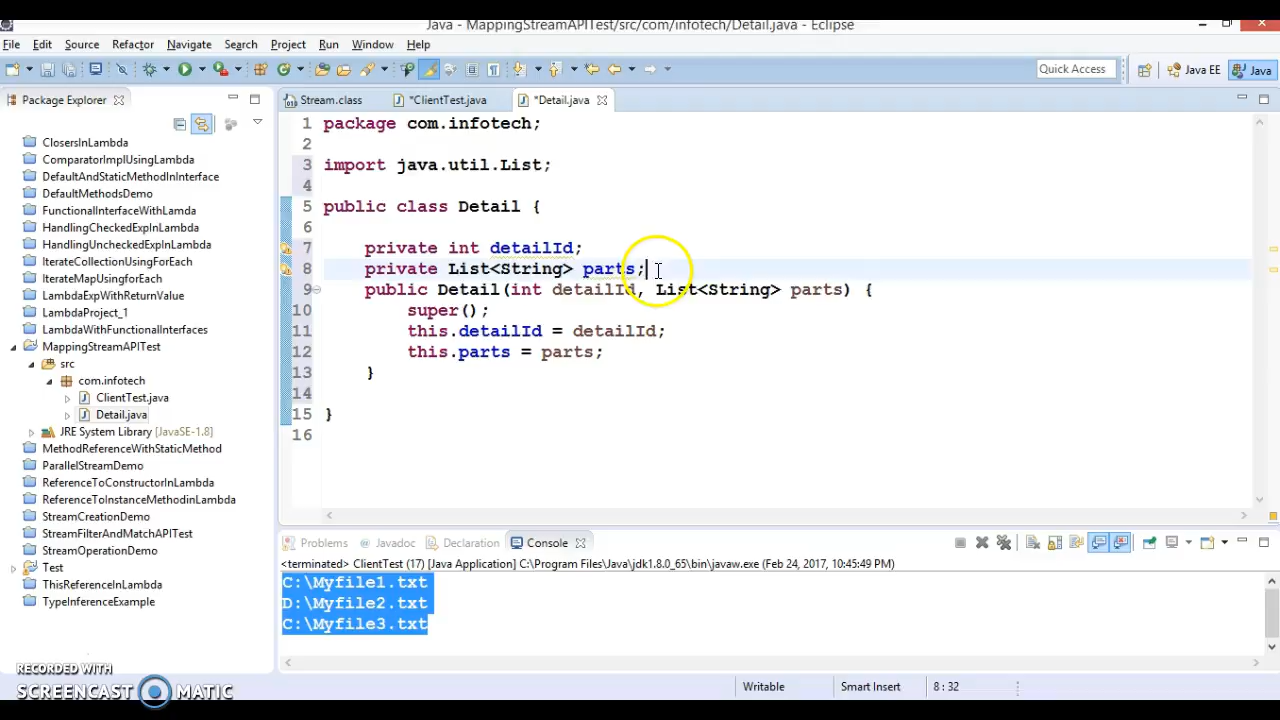 Java - MappingStreamAPITest/src/com/infotech/Detail.java - Eclipse
File Edit Source Refactor Navigate Search Project Run Window Help
Quick Access Java EE Java
Package Explorer
Stream.class *ClientTest.java *Detail.java
ClosersInLambda
ComparatorImplUsingLambda
DefaultAndStaticMethodInInterface
DefaultMethodsDemo
FunctionalInterfaceWithLamda
HandlingCheckedExpInLambda
HandlingUncheckedExpInLambda
IterateCollectionUsingForEach
IterateMapUsingforEach
LambdaExpWithReturnValue
LambdaProject_1
LambdaWithFunctionalInterfaces
MappingStreamAPITest
src
com.infotech
ClientTest.java
Detail.java
JRE System Library [JavaSE-1.8]
MethodReferenceWithStaticMethod
ParallelStreamDemo
ReferenceToConstructorInLambda
ReferenceToInstanceMethodinLambda
StreamCreationDemo
StreamFilterAndMatchAPITest
StreamOperationDemo
Test
ThisReferenceInLambda
TypeInferenceExample
1 package com.infotech;
2
3 import java.util.List;
4
5 public class Detail {
6
7 private int detailId;
8 private List<String> parts;
9 public Detail(int detailId, List<String> parts) {
10 super();
11 this.detailId = detailId;
12 this.parts = parts;
13 }
14
15 }
16
Problems Javadoc Declaration Console
<terminated> ClientTest (17) [Java Application] C:\Program Files\Java\jdk1.8.0_65\bin\javaw.exe (Feb 24, 2017, 10:45:49 PM)
C:\Myfile1.txt
D:\Myfile2.txt
C:\Myfile3.txt
Writable Smart Insert 8 : 32
RECORDED WITH
SCREENCAST MATIC